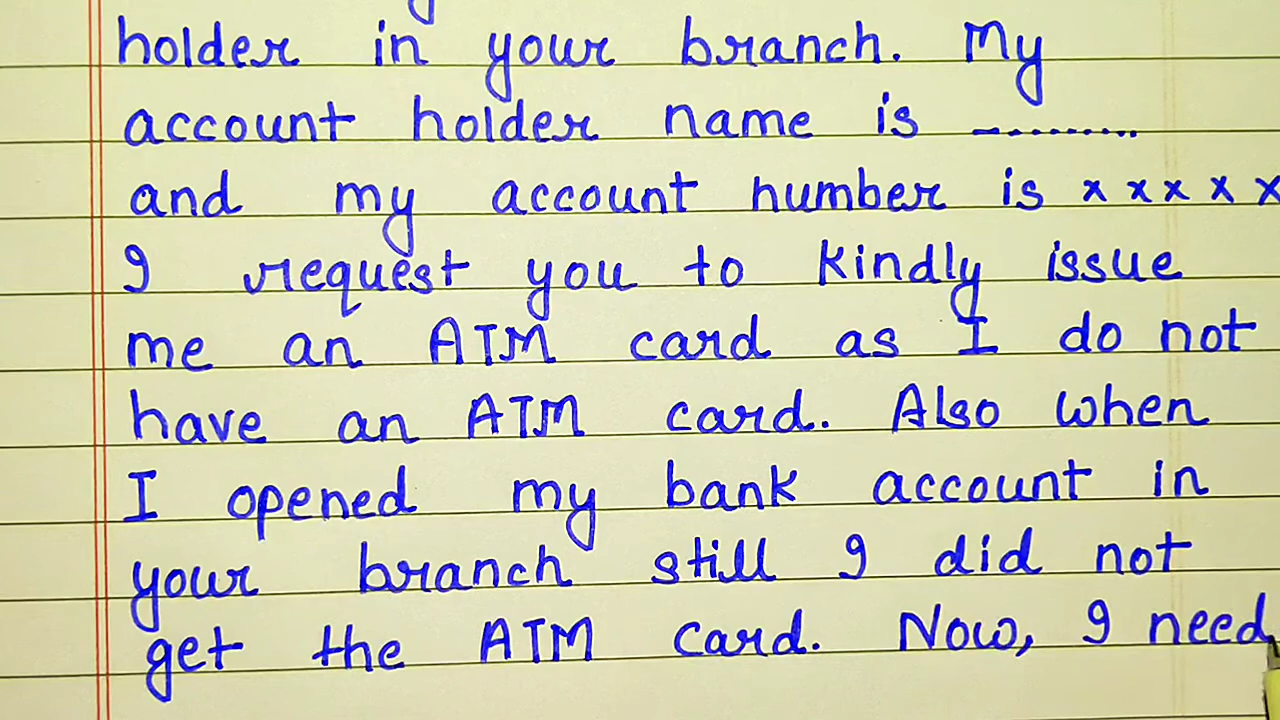 holder in your branch. My
account holder name is ...........
and my account number is xxxxx
I request you to kindly issue
me an ATM card as I do not
have an ATM card. Also when
I opened my bank account in
your branch still I did not
get the ATM card. Now, I need